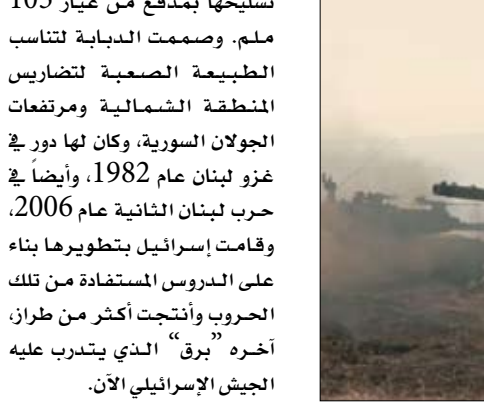 تسليحها بمدفع من عيار 105
ملم. وصممت الدبابة لتناسب
الطبيعة الصعبة لتضاريس
المنطقة الشمالية ومرتفعات
الجولان السورية، وكان لها دور في
غزو لبنان عام 1982، وأيضاً في
حرب لبنان الثانية عام 2006،
وقامت إسرائيل بتطويرها بناء
على الدروس المستفادة من تلك
الحروب وأنتجت أكثر من طراز،
آخره "برق" الذي يتدرب عليه
الجيش الإسرائيلي الآن.